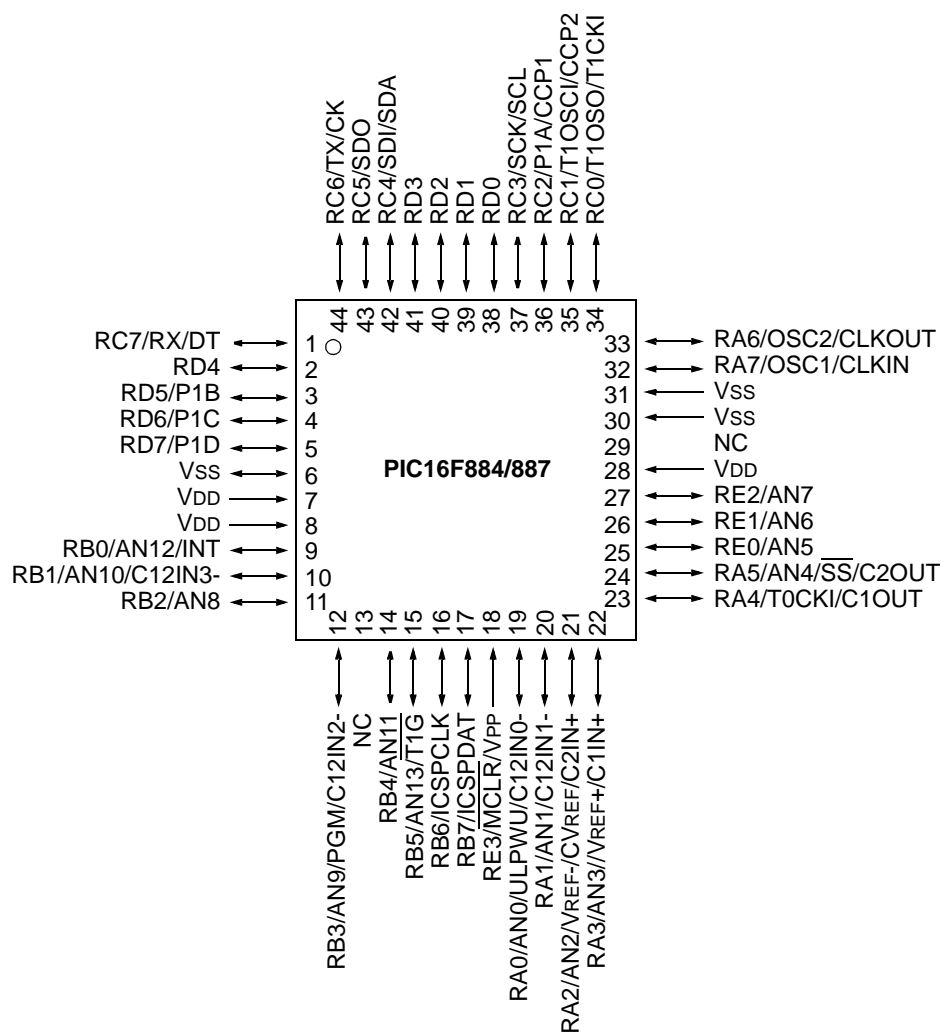 RC6/TX/CK
RC5/SDO
RC4/SDI/SDA
RD3
RD2
RD1
RD0
RC3/SCK/SCL
RC2/P1A/CCP1
RC1/T1OSCI/CCP2
RC0/T1OSO/T1CKI
44
43
42
41
40
39
38
37
36
35
34
RC7/RX/DT 1
RD4 2
RD5/P1B 3
RD6/P1C 4
RD7/P1D 5
VSS 6
VDD 7
VDD 8
RB0/AN12/INT 9
RB1/AN10/C12IN3- 10
RB2/AN8 11
PIC16F884/887
33 RA6/OSC2/CLKOUT
32 RA7/OSC1/CLKIN
31 VSS
30 VSS
29 NC
28 VDD
27 RE2/AN7
26 RE1/AN6
25 RE0/AN5
24 RA5/AN4/SS/C2OUT
23 RA4/T0CKI/C1OUT
12
13
14
15
16
17
18
19
20
21
22
RB3/AN9/PGM/C12IN2-
NC
RB4/AN11
RB5/AN13/T1G
RB6/ICSPCLK
RB7/ICSPDAT
RE3/MCLR/VPP
RA0/AN0/ULPWU/C12IN0-
RA1/AN1/C12IN1-
RA2/AN2/VREF-/CVREF/C2IN+
RA3/AN3//VREF+/C1IN+